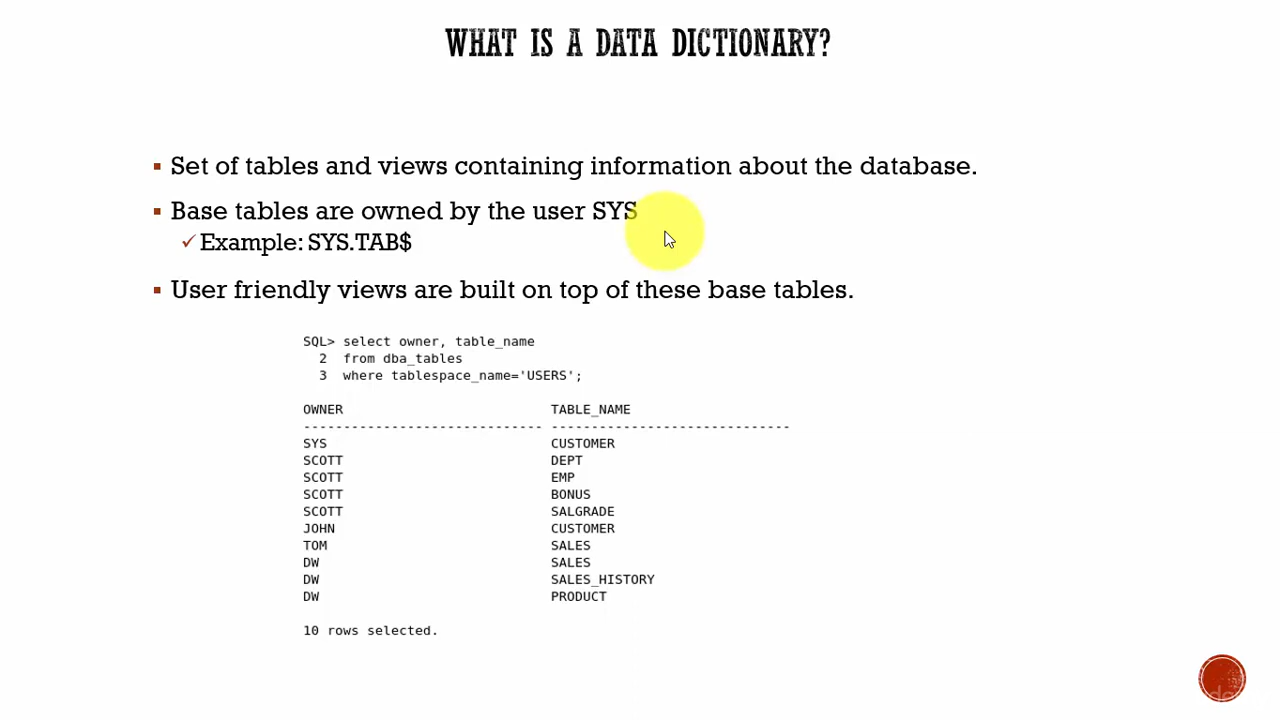 WHAT IS A DATA DICTIONARY?
▪ Set of tables and views containing information about the database.
▪ Base tables are owned by the user SYS
✓ Example: SYS.TAB$
▪ User friendly views are built on top of these base tables.
SQL> select owner, table_name
  2  from dba_tables
  3  where tablespace_name='USERS';
OWNER                          TABLE_NAME
------------------------------ ------------------------------
SYS                            CUSTOMER
SCOTT                          DEPT
SCOTT                          EMP
SCOTT                          BONUS
SCOTT                          SALGRADE
JOHN                           CUSTOMER
TOM                            SALES
DW                             SALES
DW                             SALES_HISTORY
DW                             PRODUCT
10 rows selected.